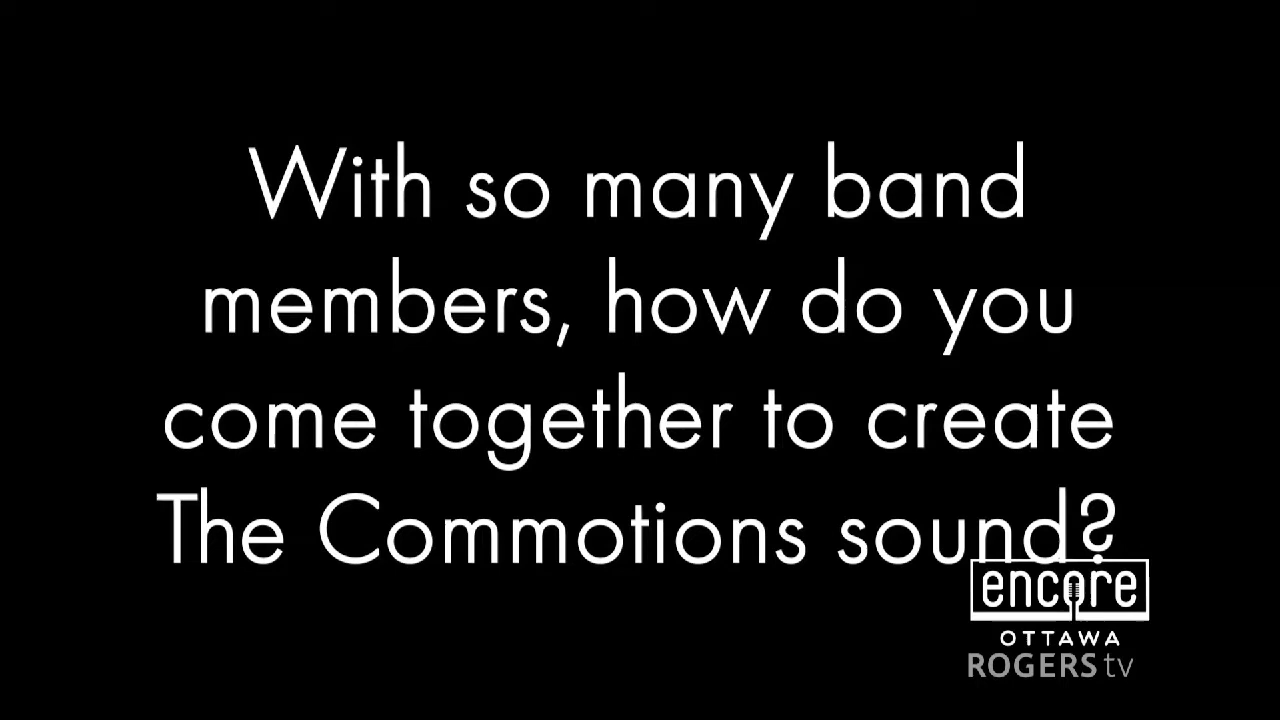 With so many band
members, how do you
come together to create
The Commotions sound?
encore
OTTAWA
ROGERS tv